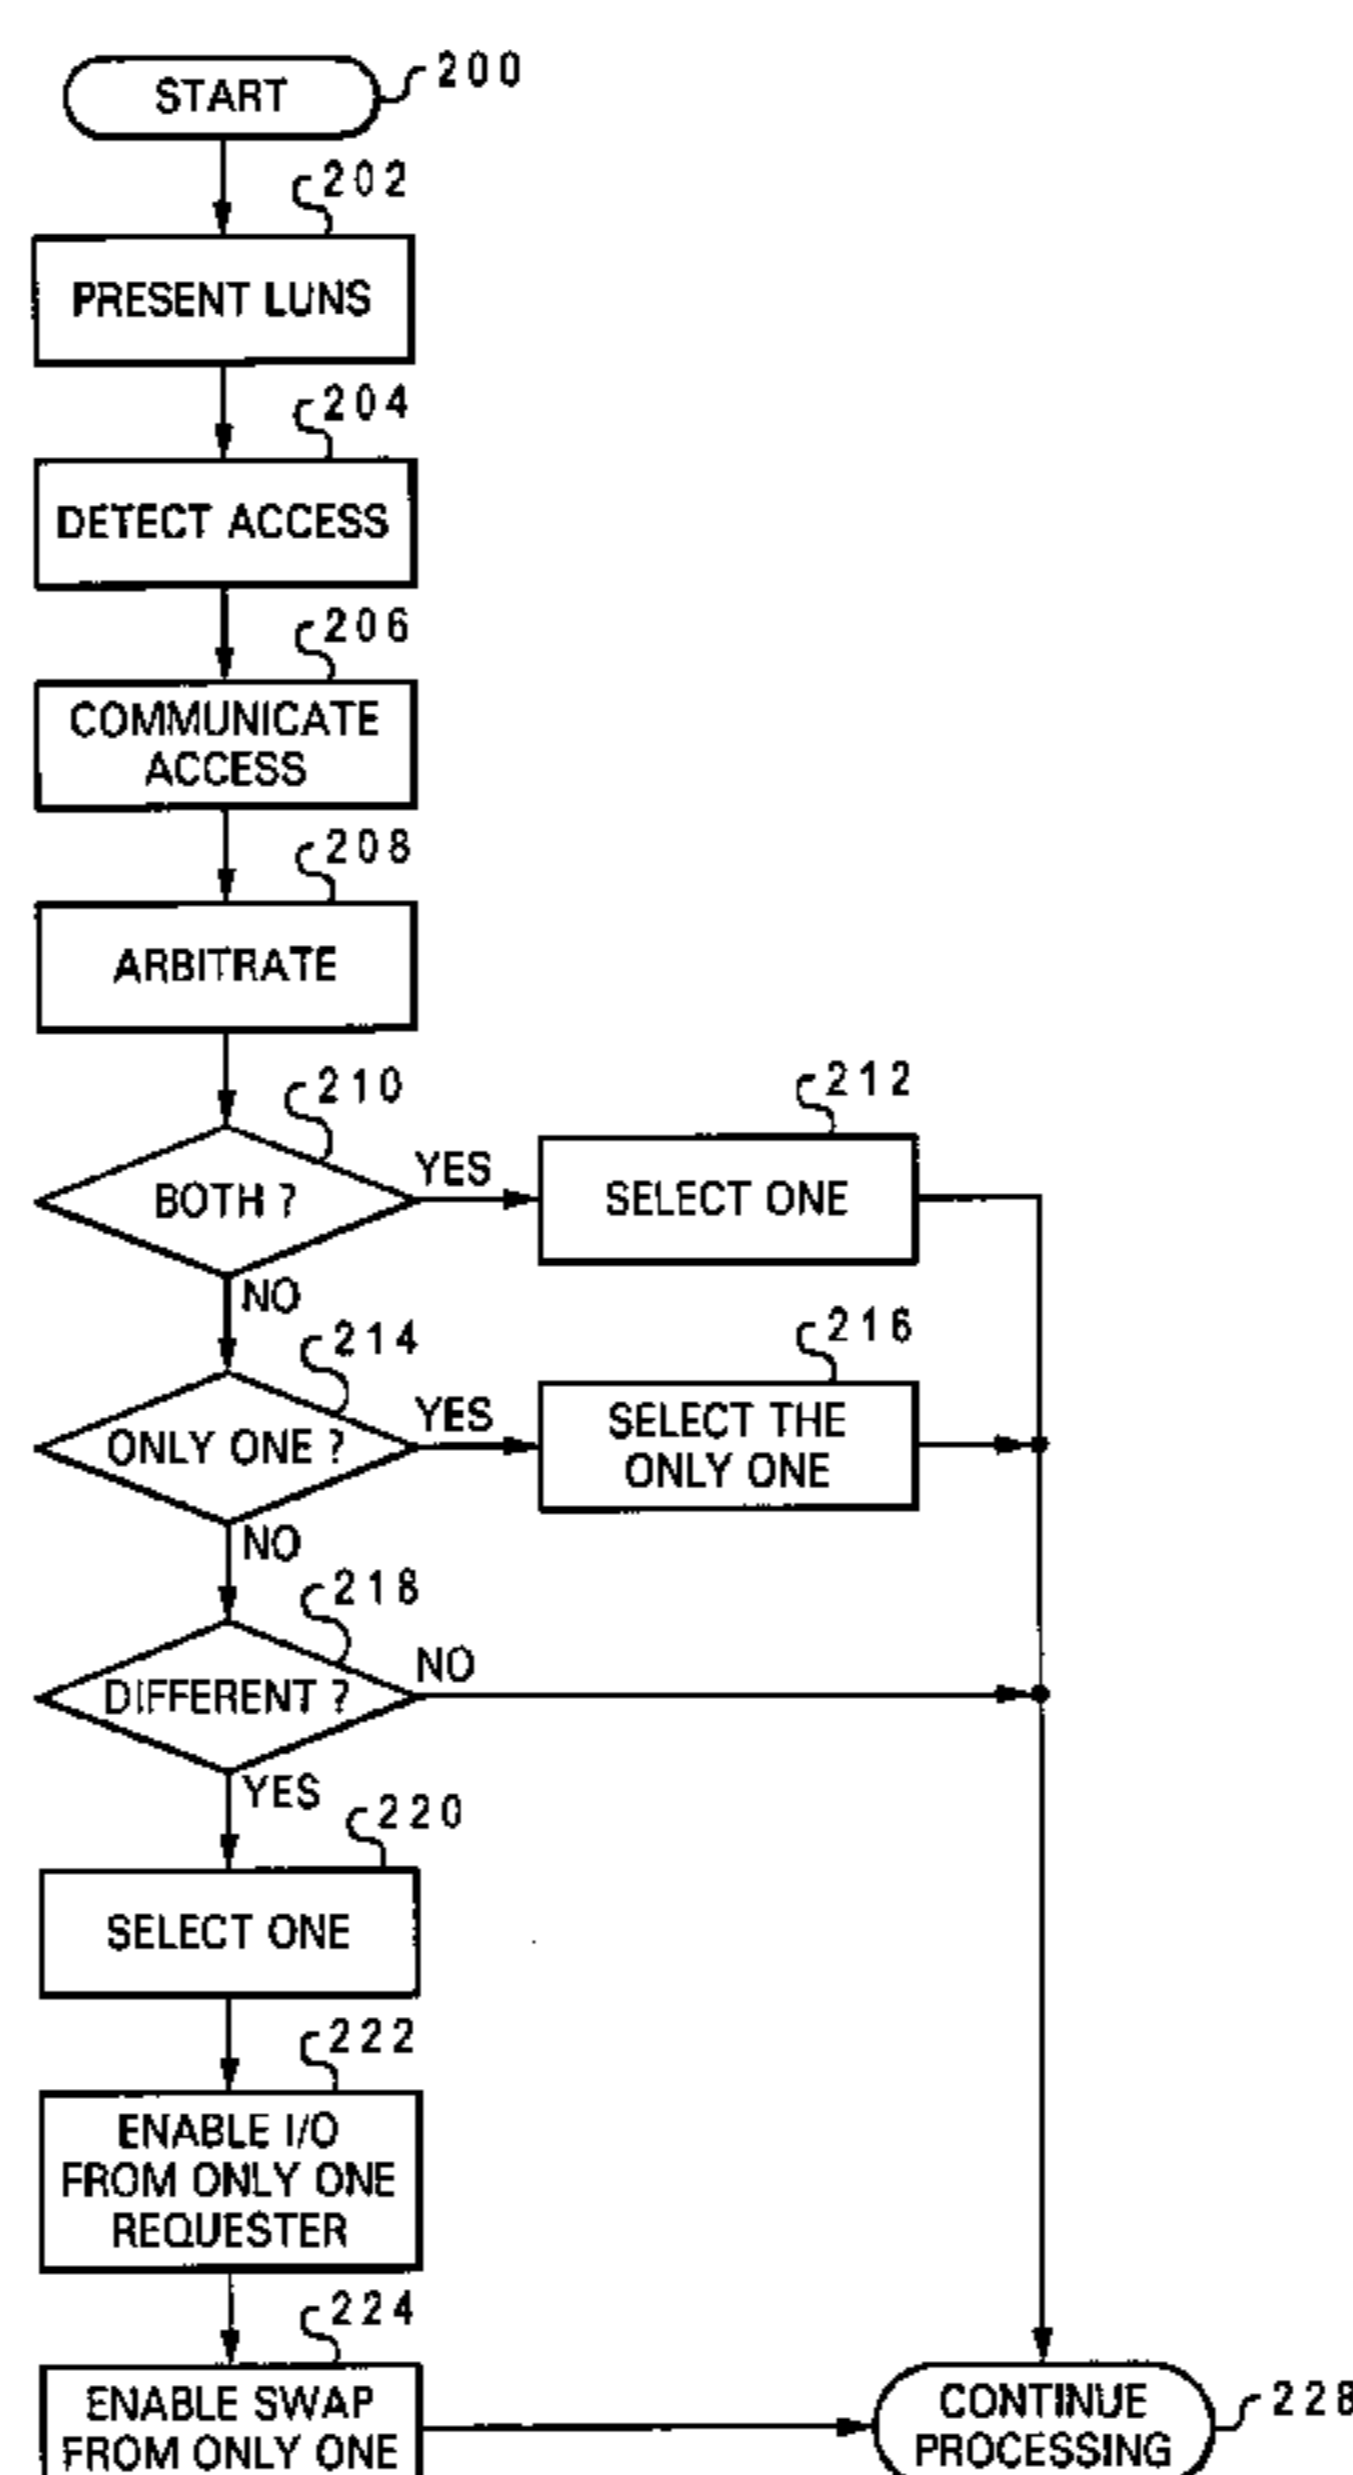 START
200
202
PRESENT LUNS
204
DETECT ACCESS
206
COMMUNICATE
ACCESS
208
ARBITRATE
210
BOTH ?
YES
212
SELECT ONE
NO
214
ONLY ONE ?
YES
216
SELECT THE
ONLY ONE
NO
218
DIFFERENT ?
NO
YES
220
SELECT ONE
222
ENABLE I/O
FROM ONLY ONE
REQUESTER
224
ENABLE SWAP
FROM ONLY ONE
CONTINUE
PROCESSING
228